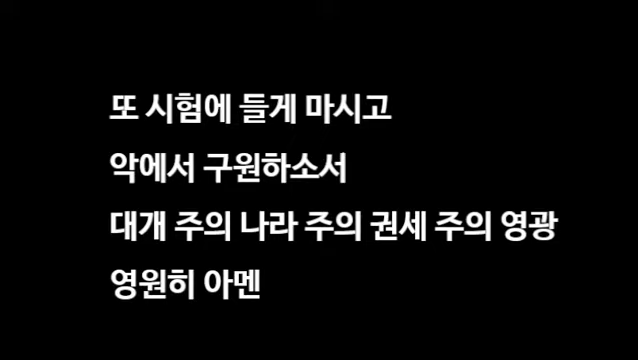 또 시험에 들게 마시고
악에서 구원하소서
대개 주의 나라 주의 권세 주의 영광
영원히 아멘